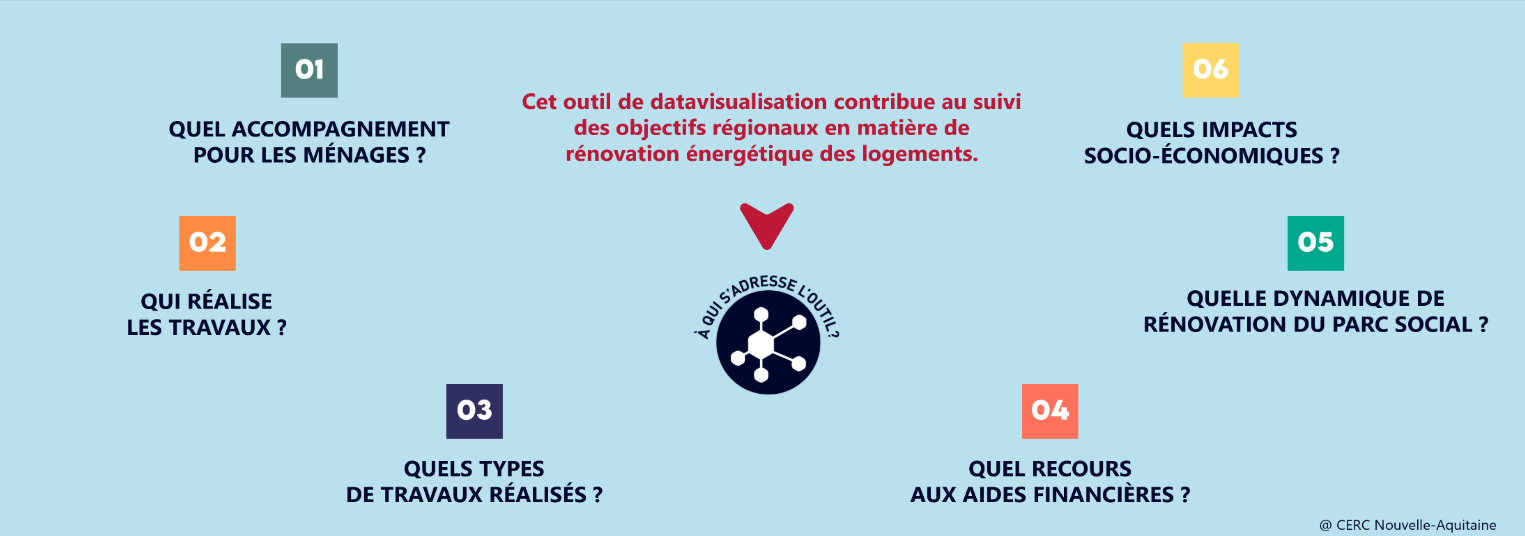 01
QUEL ACCOMPAGNEMENT
POUR LES MÉNAGES ?
02
QUI RÉALISE
LES TRAVAUX ?
03
QUELS TYPES
DE TRAVAUX RÉALISÉS ?
Cet outil de datavisualisation contribue au suivi
des objectifs régionaux en matière de
rénovation énergétique des logements.
À QUI S'ADRESSE L'OUTIL?
04
QUEL RECOURS
AUX AIDES FINANCIÈRES ?
05
QUELLE DYNAMIQUE DE
RÉNOVATION DU PARC SOCIAL ?
06
QUELS IMPACTS
SOCIO-ÉCONOMIQUES ?
@ CERC Nouvelle-Aquitaine